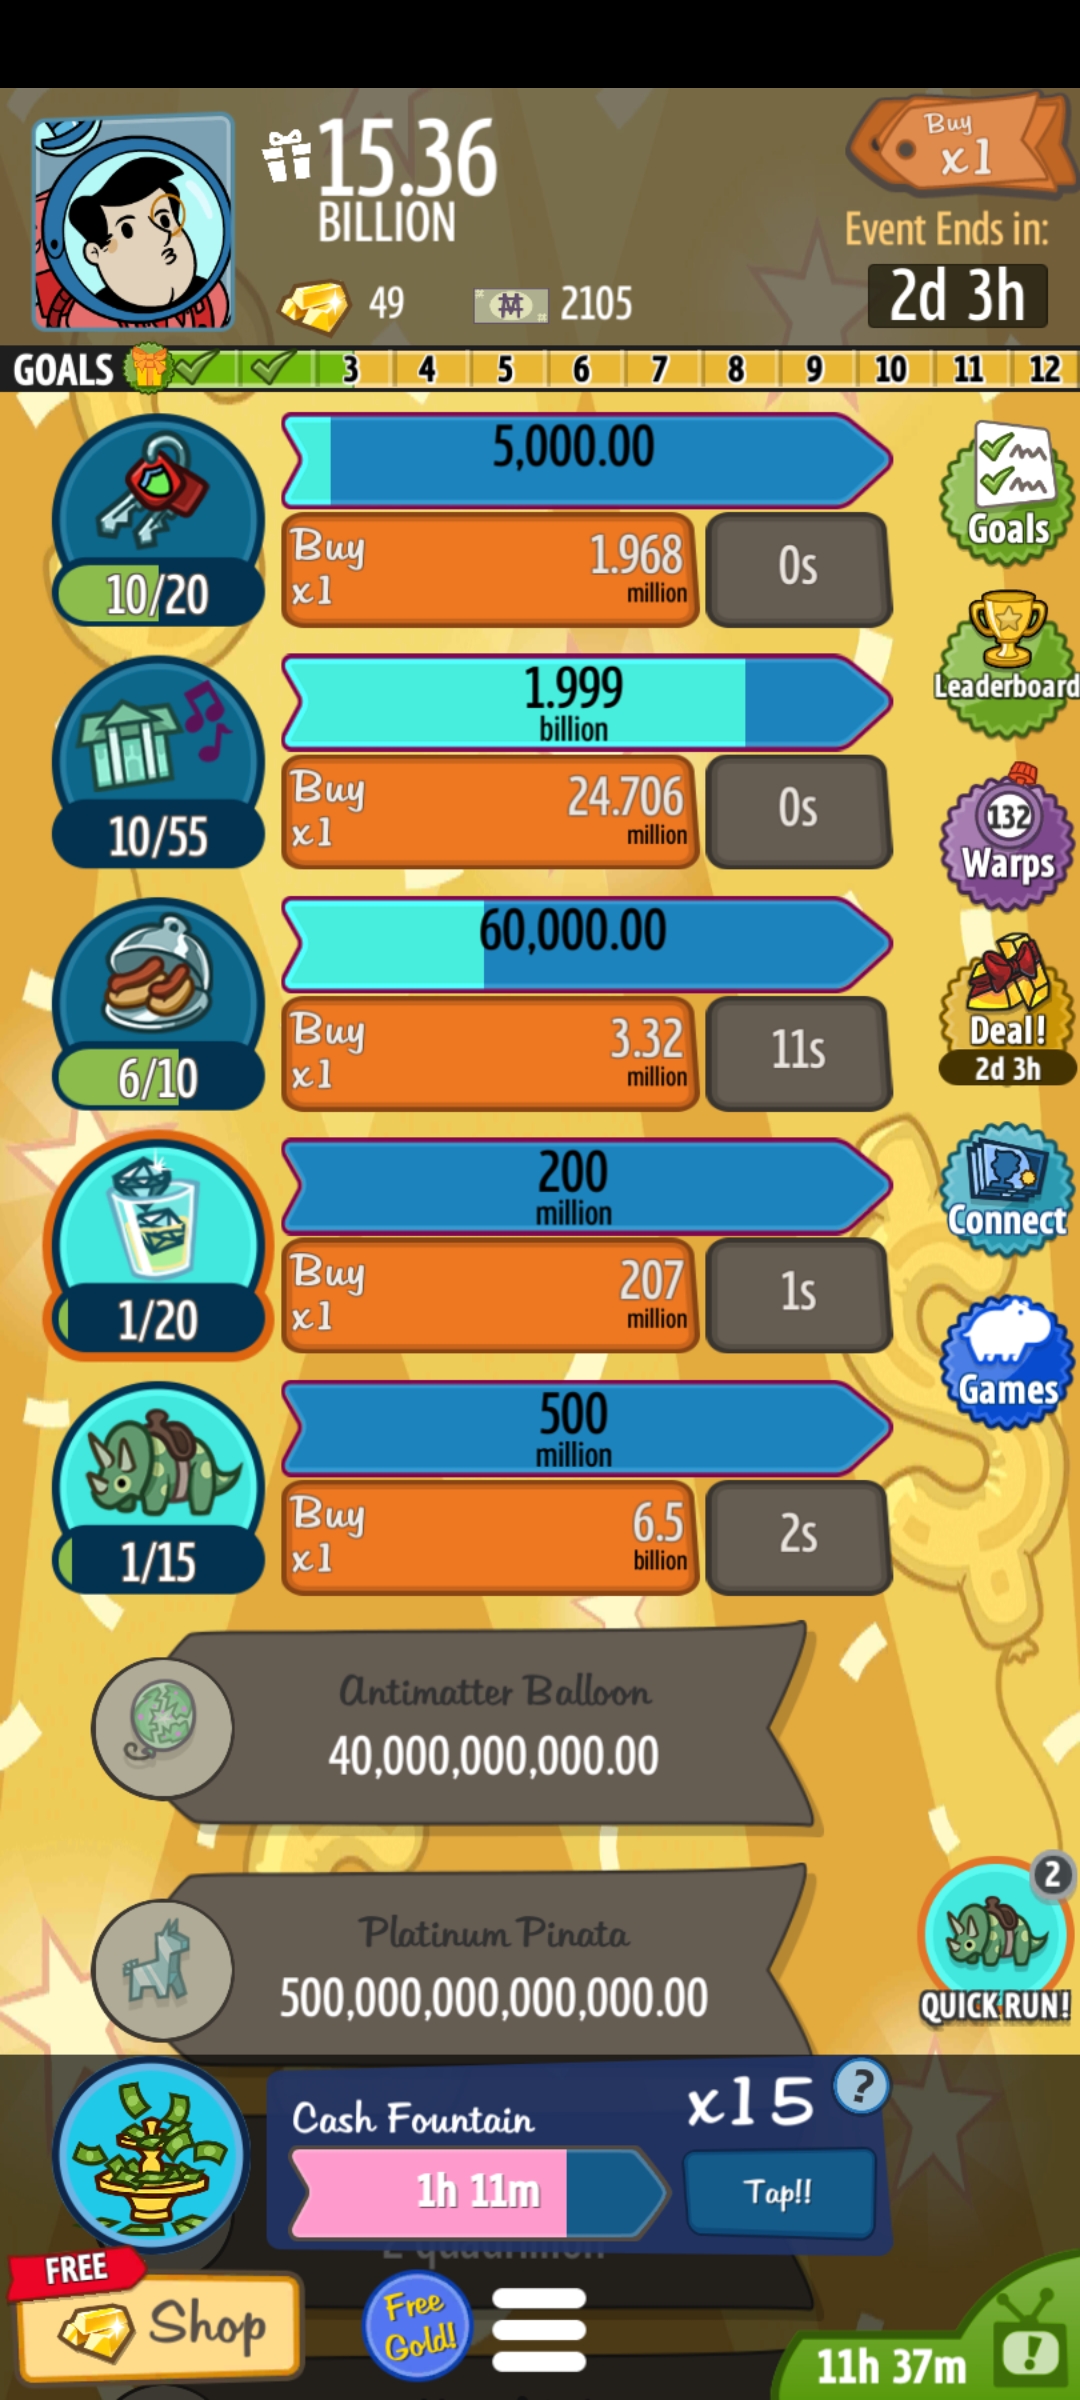 15.36
BILLION
Buy
x1
Event Ends in:
2d 3h
49
2105
GOALS
3 4 5 6 7 8 9 10 11 12
5,000.00
Buy
x1
1.968
million
0s
10/20
Goals
1.999
billion
Buy
x1
24.706
million
0s
10/55
Leaderboard
132
Warps
60,000.00
Buy
x1
3.32
million
11s
6/10
Deal!
2d 3h
200
million
Buy
x1
207
million
1s
1/20
Connect
Games
500
million
Buy
x1
6.5
billion
2s
1/15
Antimatter Balloon
40,000,000,000.00
Platinum Pinata
500,000,000,000,000.00
2
QUICK RUN!
Cash Fountain
x15
?
1h 11m
Tap!!
2 quadrillion
FREE
Shop
Free
Gold!
11h 37m
!